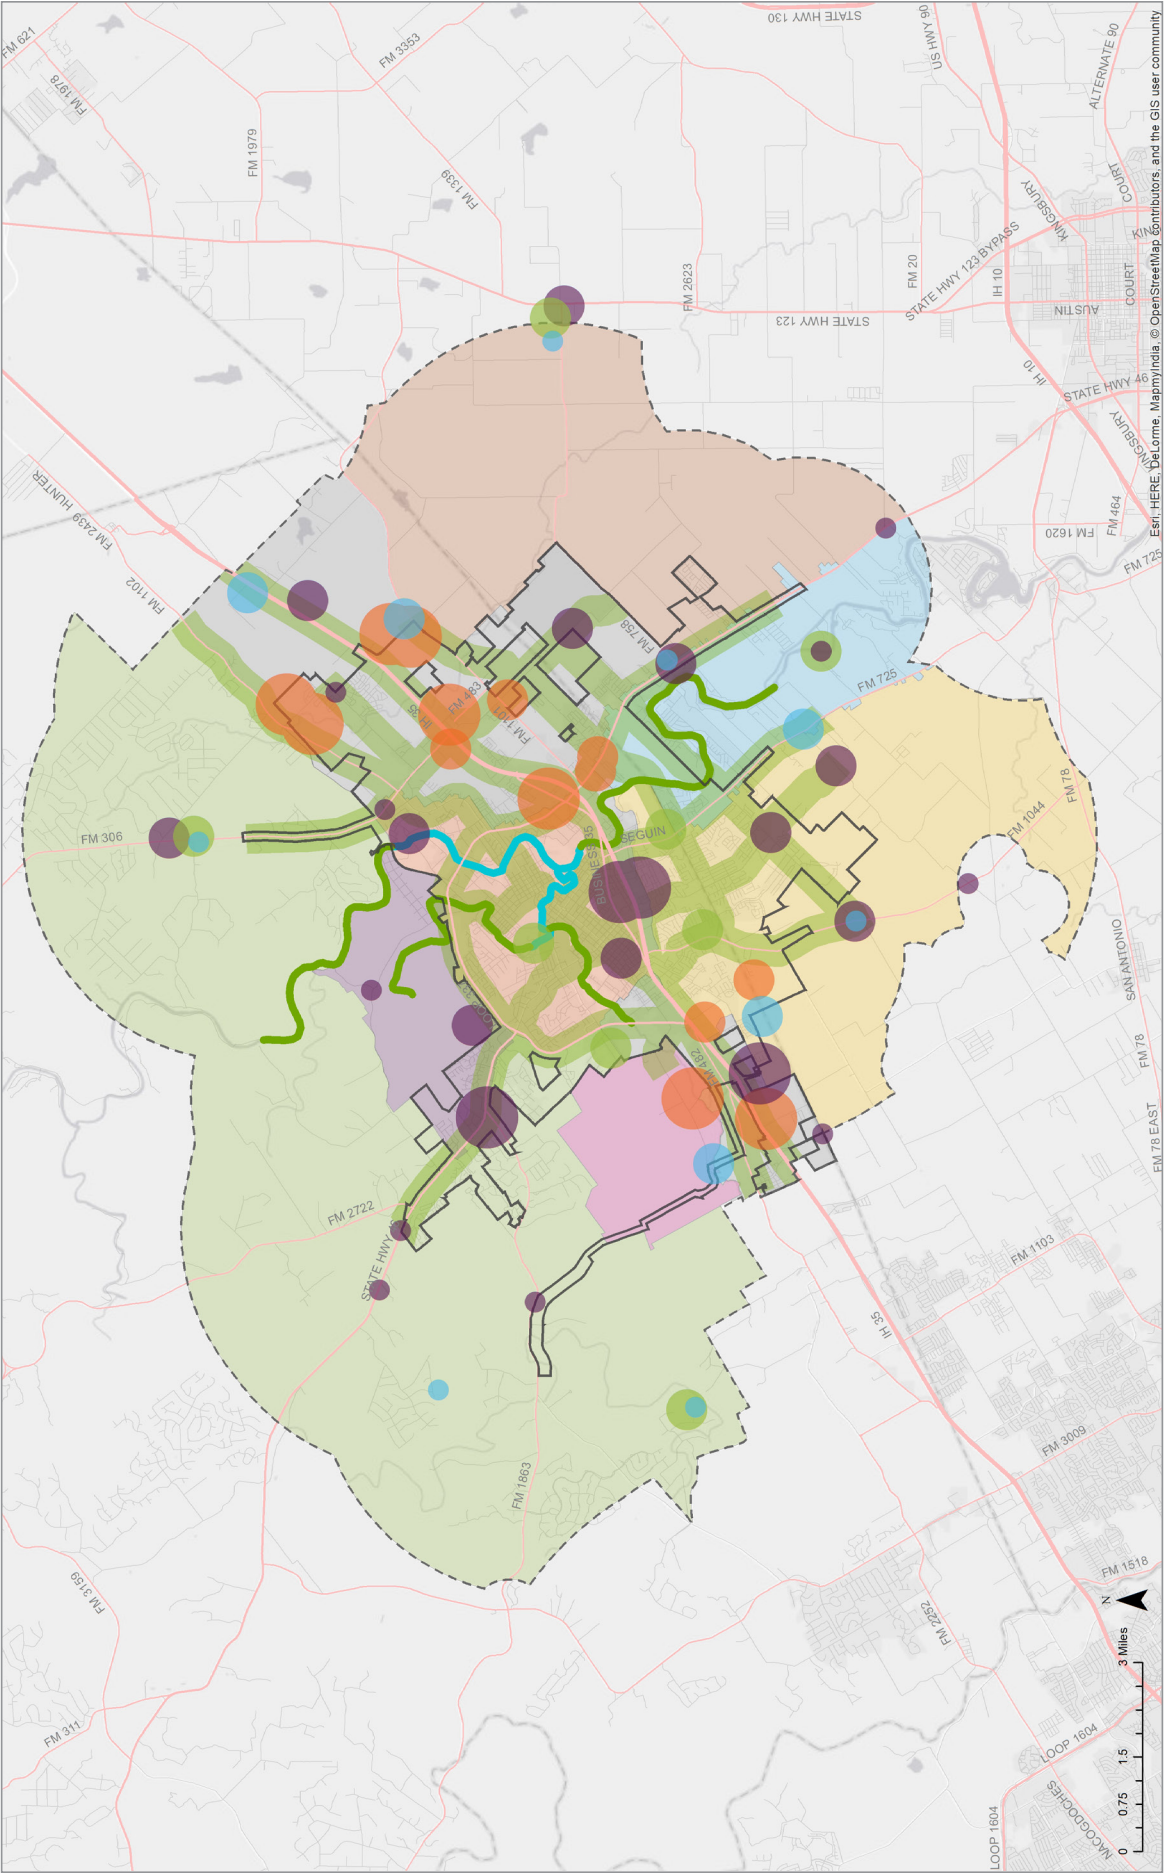 FM 621
FM 1978
FM 3353
STATE HWY 130
US HWY 90
ALTERNATE 90
FM 1979
FM 1339
KINGSBURY
COURT
STATE HWY 123 BYPASS
FM 20
IH 10
FM 2623
STATE HWY 123
AUSTIN
COURT
IH 10
STATE HWY 46
KINGSBURY
FM 464
FM 1620
FM 725
FM 2439 HUNTER
FM 1102
FM 758
FM 725
FM 483
IH 35
FM 1101
FM 306
SEGUIN
BUSINESS 35
FM 78
FM 1044
SAN ANTONIO
FM 78
FM 78 EAST
FM 482
FM 2722
STATE HWY
FM 1103
IH 35
FM 3009
FM 1863
FM 1518
FM 3159
FM 2252
FM 311
LOOP 1604
NACOGDOCHES
LOOP 1604
N
0 0.75 1.5 3 Miles
Esri, HERE, DeLorme, MapmyIndia, © OpenStreetMap contributors, and the GIS user community